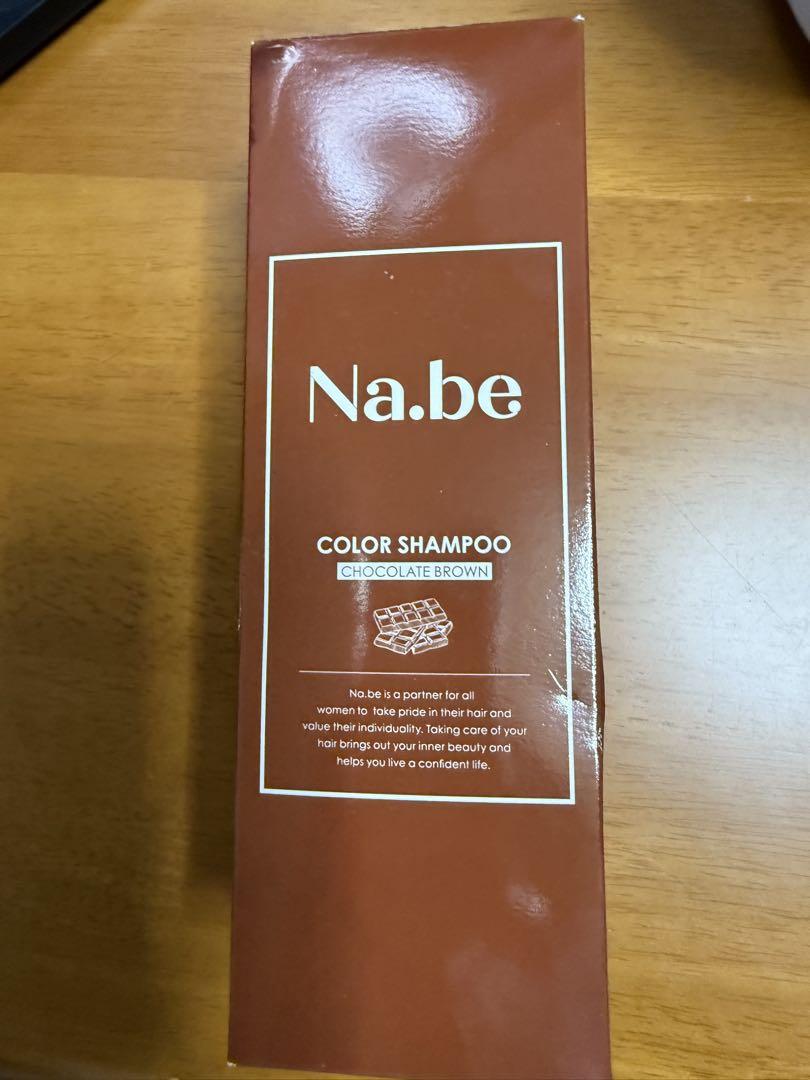 Na.be
COLOR SHAMPOO
CHOCOLATE BROWN
Na.be is a partner for all
women to take pride in their hair and
value their individuality. Taking care of your
hair brings out your inner beauty and
helps you live a confident life.